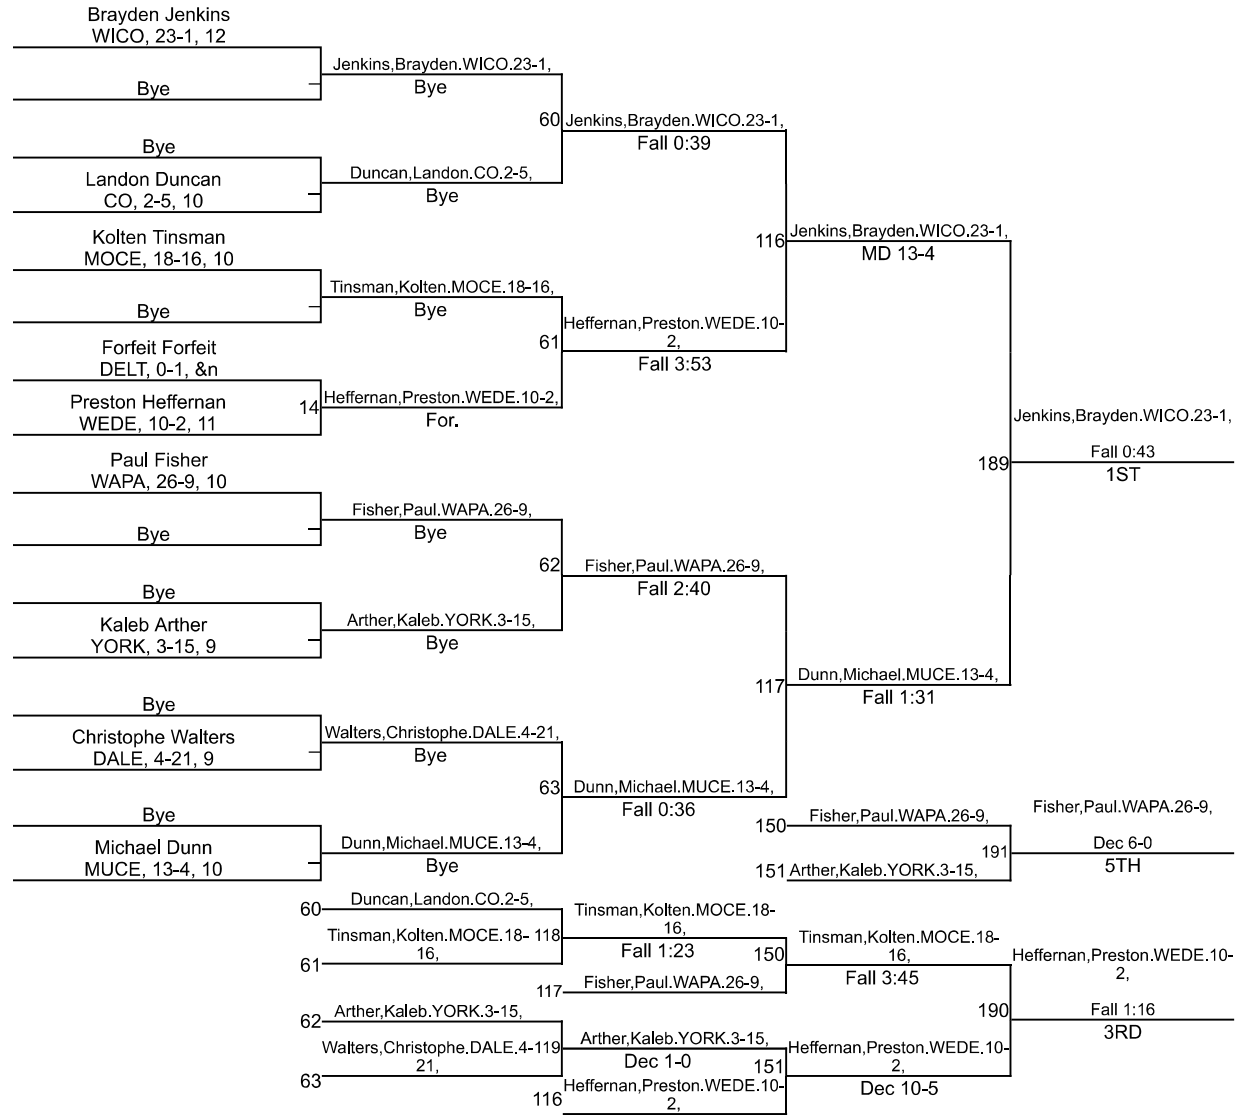 Brayden Jenkins
WICO, 23-1, 12
Bye
Jenkins,Brayden.WICO.23-1,
Bye
60
Jenkins,Brayden.WICO.23-1,
Fall 0:39
Bye
Landon Duncan
CO, 2-5, 10
Duncan,Landon.CO.2-5,
Bye
116
Jenkins,Brayden.WICO.23-1,
MD 13-4
Kolten Tinsman
MOCE, 18-16, 10
Bye
Tinsman,Kolten.MOCE.18-16,
Bye
61
Heffernan,Preston.WEDE.10-
2,
Fall 3:53
Forfeit Forfeit
DELT, 0-1, &n
Preston Heffernan
WEDE, 10-2, 11
14
Heffernan,Preston.WEDE.10-2,
For.
189
Jenkins,Brayden.WICO.23-1,
Fall 0:43
1ST
Paul Fisher
WAPA, 26-9, 10
Bye
Fisher,Paul.WAPA.26-9,
Bye
62
Fisher,Paul.WAPA.26-9,
Fall 2:40
Bye
Kaleb Arther
YORK, 3-15, 9
Arther,Kaleb.YORK.3-15,
Bye
117
Dunn,Michael.MUCE.13-4,
Fall 1:31
Bye
Christophe Walters
DALE, 4-21, 9
Walters,Christophe.DALE.4-21,
Bye
63
Dunn,Michael.MUCE.13-4,
Fall 0:36
Bye
Michael Dunn
MUCE, 13-4, 10
Dunn,Michael.MUCE.13-4,
Bye
150
Fisher,Paul.WAPA.26-9,
151
Arther,Kaleb.YORK.3-15,
191
Fisher,Paul.WAPA.26-9,
Dec 6-0
5TH
60
Duncan,Landon.CO.2-5,
61
Tinsman,Kolten.MOCE.18-
16,
118
Tinsman,Kolten.MOCE.18-
16,
Fall 1:23
117
Fisher,Paul.WAPA.26-9,
150
Tinsman,Kolten.MOCE.18-
16,
Fall 3:45
62
Arther,Kaleb.YORK.3-15,
63
Walters,Christophe.DALE.4-
21,
119
Arther,Kaleb.YORK.3-15,
Dec 1-0
116
Heffernan,Preston.WEDE.10-
2,
151
Heffernan,Preston.WEDE.10-
2,
Dec 10-5
190
Heffernan,Preston.WEDE.10-
2,
Fall 1:16
3RD